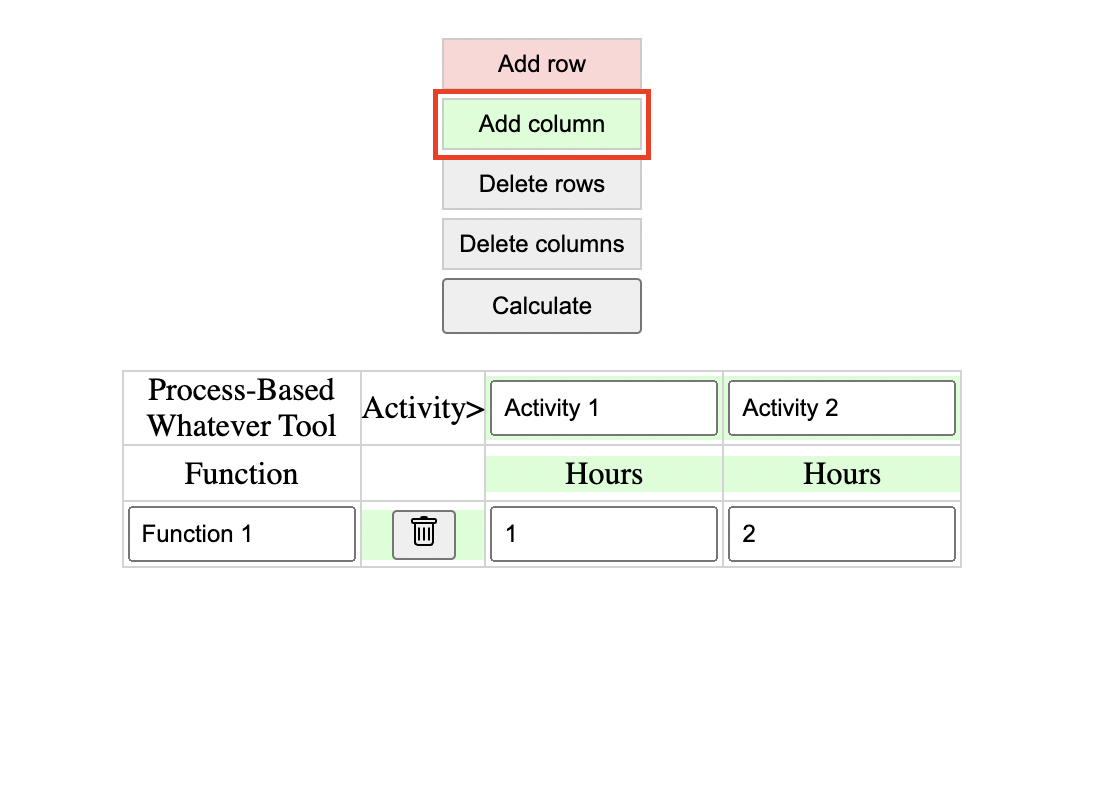 Add row
Add column
Delete rows
Delete columns
Calculate
Process-Based
Whatever Tool
Activity>
Activity 1
Activity 2
Function
Hours
Hours
Function 1
1
2